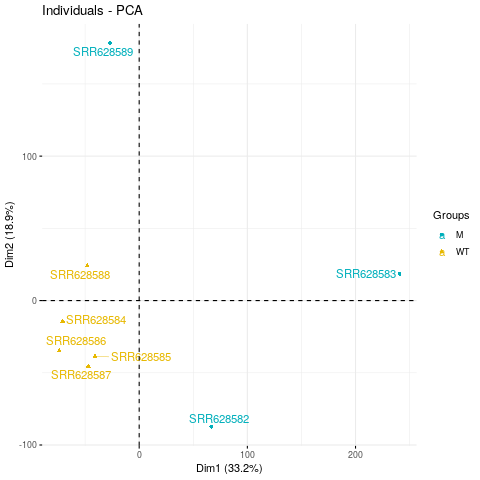 Individuals - PCA
SRR628589
100
Dim2 (18.9%)
Groups
M
WT
SRR628588
SRR628583
0
SRR628584
SRR628586
SRR628585
SRR628587
SRR628582
-100
0
100
200
Dim1 (33.2%)